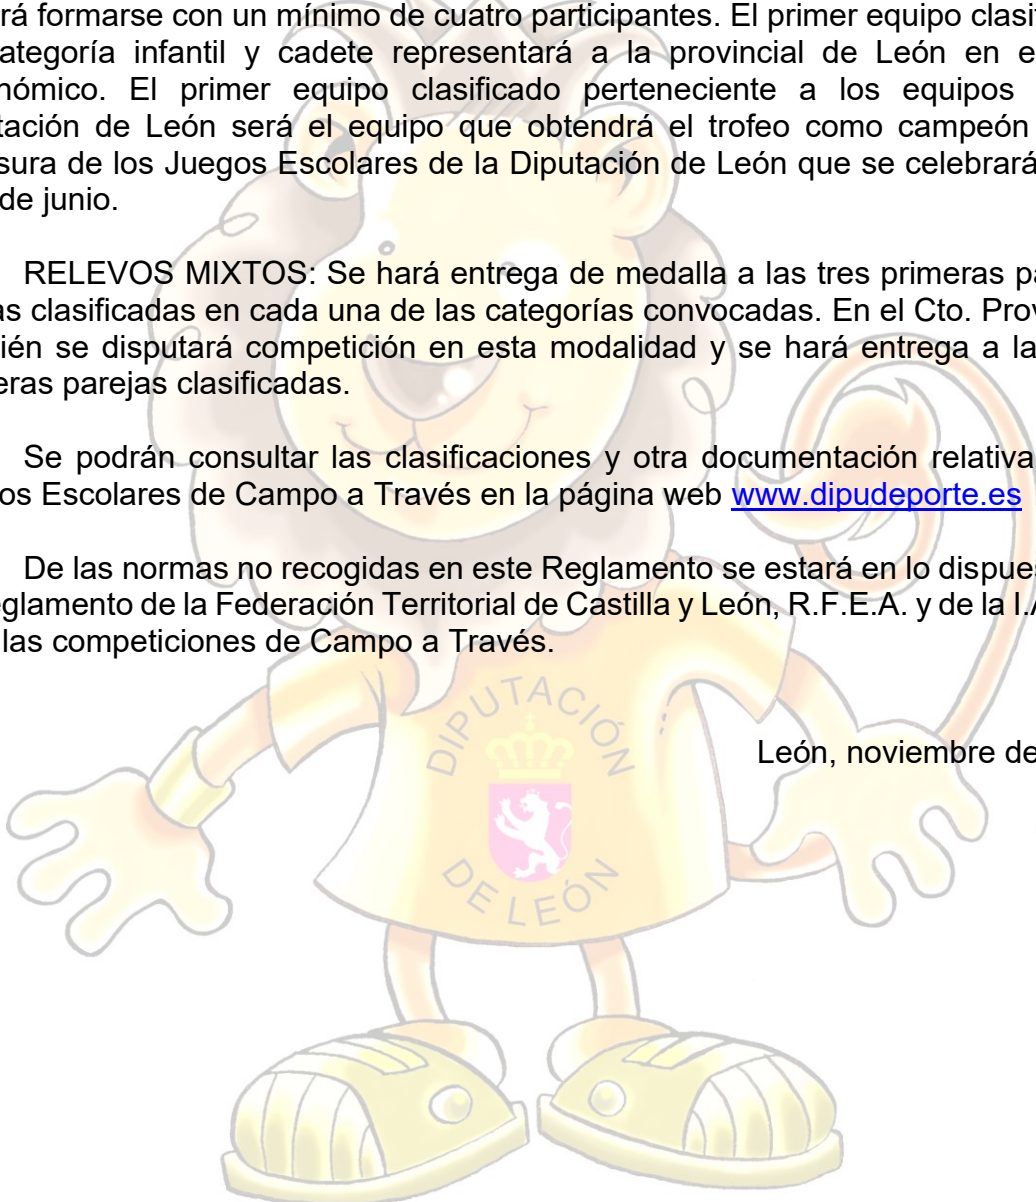 rá formarse con un mínimo de cuatro participantes. El primer equipo clasi
ategoría infantil y cadete representará a la provincial de León en e
nómico. El primer equipo clasificado perteneciente a los equipos
tación de León será el equipo que obtendrá el trofeo como campeón
sura de los Juegos Escolares de la Diputación de León que se celebrará
de junio.
RELEVOS MIXTOS: Se hará entrega de medalla a las tres primeras pa
as clasificadas en cada una de las categorías convocadas. En el Cto. Prov
ién se disputará competición en esta modalidad y se hará entrega a la
eras parejas clasificadas.
Se podrán consultar las clasificaciones y otra documentación relativa
os Escolares de Campo a Través en la página web www.dipudeporte.es
De las normas no recogidas en este Reglamento se estará en lo dispue
eglamento de la Federación Territorial de Castilla y León, R.F.E.A. y de la I.A
las competiciones de Campo a Través.
León, noviembre de
DIPUTACIÓN
DE LEÓN